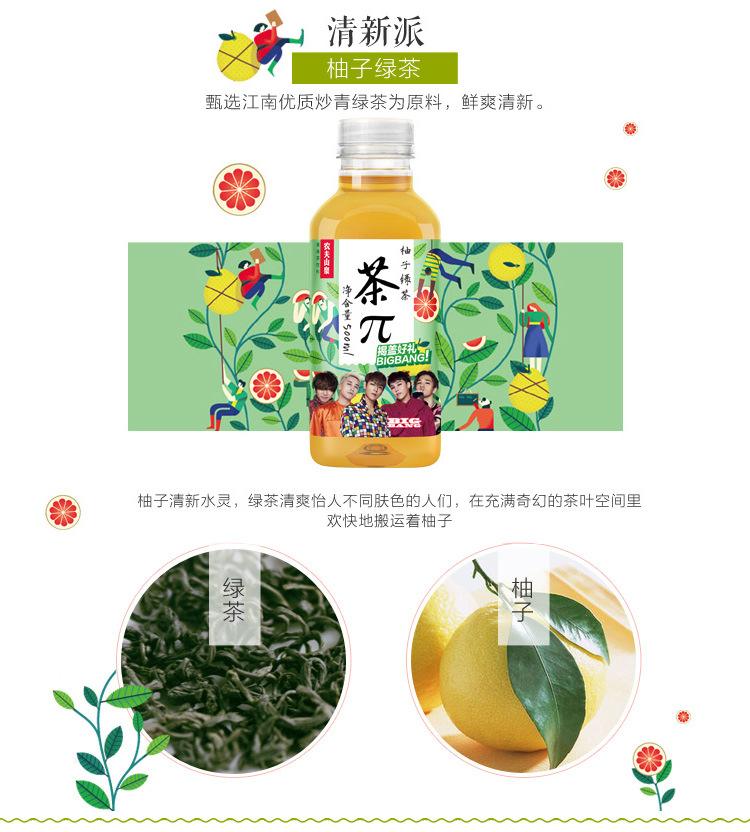 清新派
柚子绿茶
甄选江南优质炒青绿茶为原料，鲜爽清新。
农夫山泉
柚子绿茶
茶π
净含量500ml
揭盖好礼
BIGBANG!
BIG
BANG
柚子清新水灵，绿茶清爽怡人不同肤色的人们，在充满奇幻的茶叶空间里
欢快地搬运着柚子
绿茶
柚子